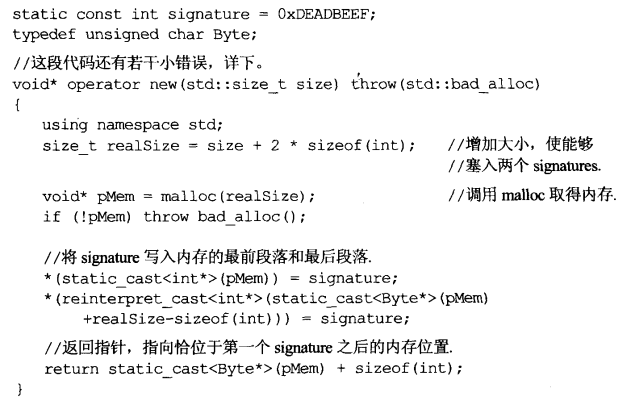 static const int signature = 0xDEADBEEF;
typedef unsigned char Byte;
//这段代码还有若干小错误，详下。
void* operator new(std::size_t size) throw(std::bad_alloc)
{
using namespace std;
size_t realSize = size + 2 * sizeof(int); //增加大小，使能够
//塞入两个 signatures.
void* pMem = malloc(realSize); //调用 malloc 取得内存.
if (!pMem) throw bad_alloc();
//将 signature 写入内存的最前段落和最后段落.
*(static_cast<int*>(pMem)) = signature;
*(reinterpret_cast<int*>(static_cast<Byte*>(pMem)
+realSize-sizeof(int))) = signature;
//返回指针，指向恰位于第一个 signature 之后的内存位置.
return static_cast<Byte*>(pMem) + sizeof(int);
}